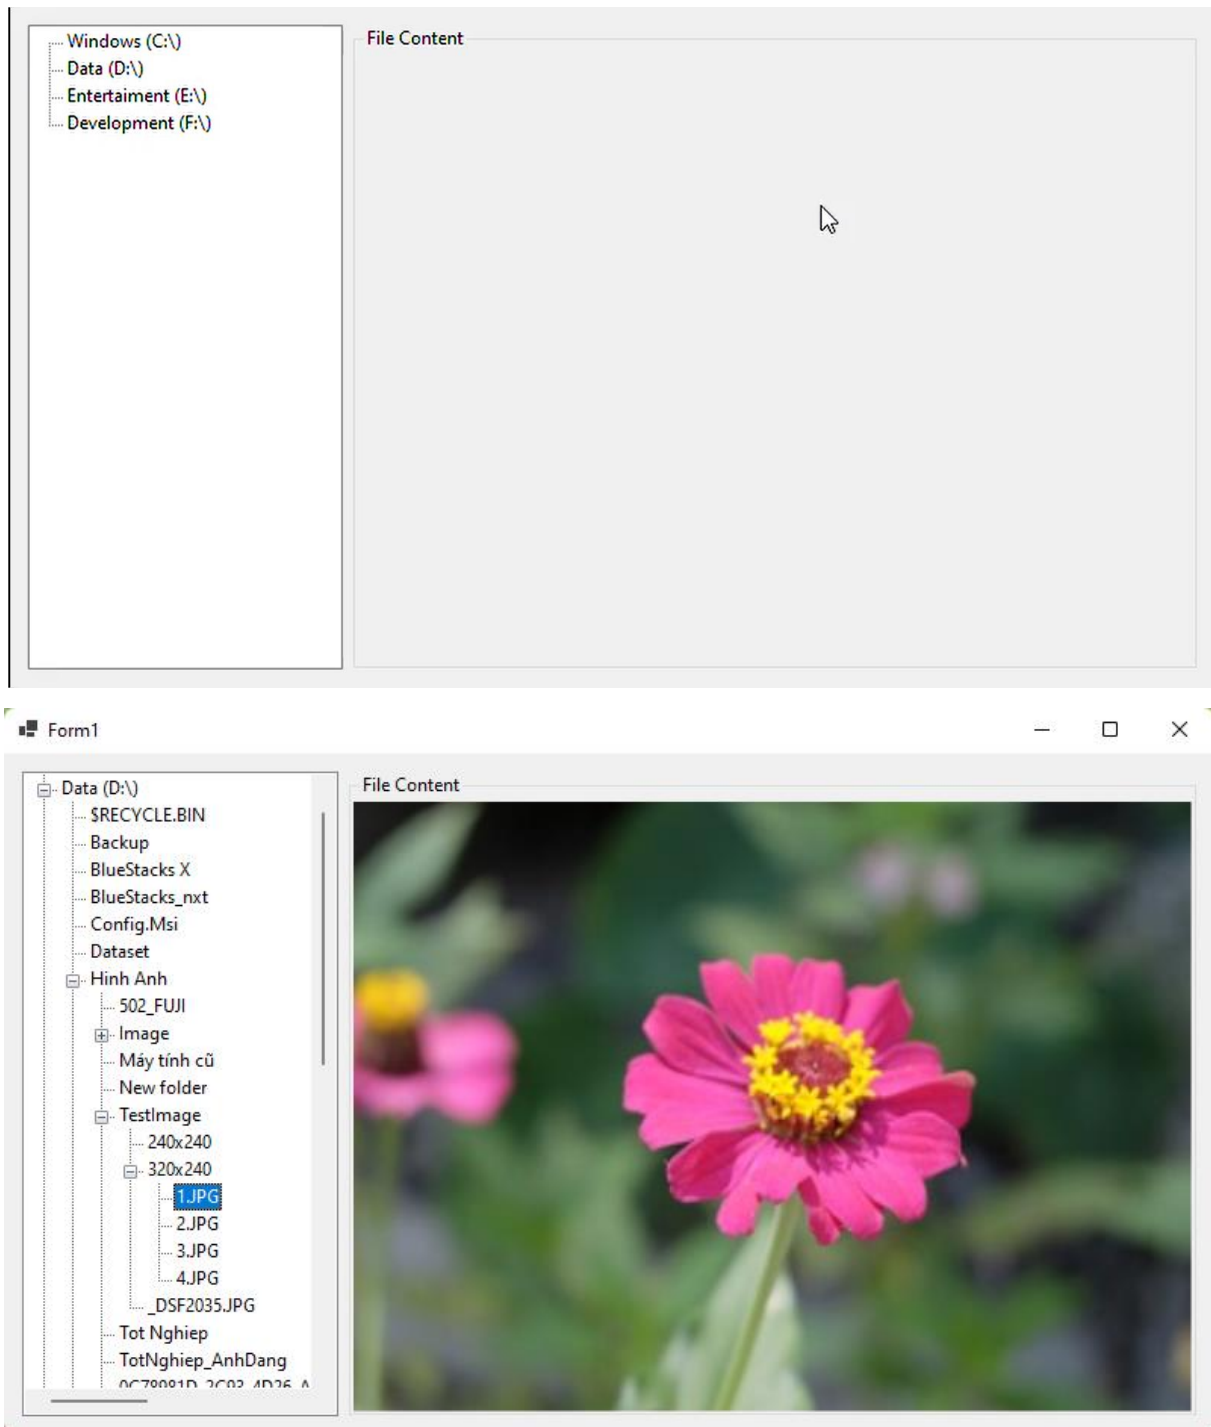 Windows (C:\)
Data (D:\)
Entertaiment (E:\)
Development (F:\)
File Content
Form1
Data (D:\)
$RECYCLE.BIN
Backup
BlueStacks X
BlueStacks_nxt
Config.Msi
Dataset
Hinh Anh
502_FUJI
Image
Máy tính cũ
New folder
TestImage
240x240
320x240
1.JPG
2.JPG
3.JPG
4.JPG
_DSF2035.JPG
Tot Nghiep
TotNghiep_AnhDang
File Content